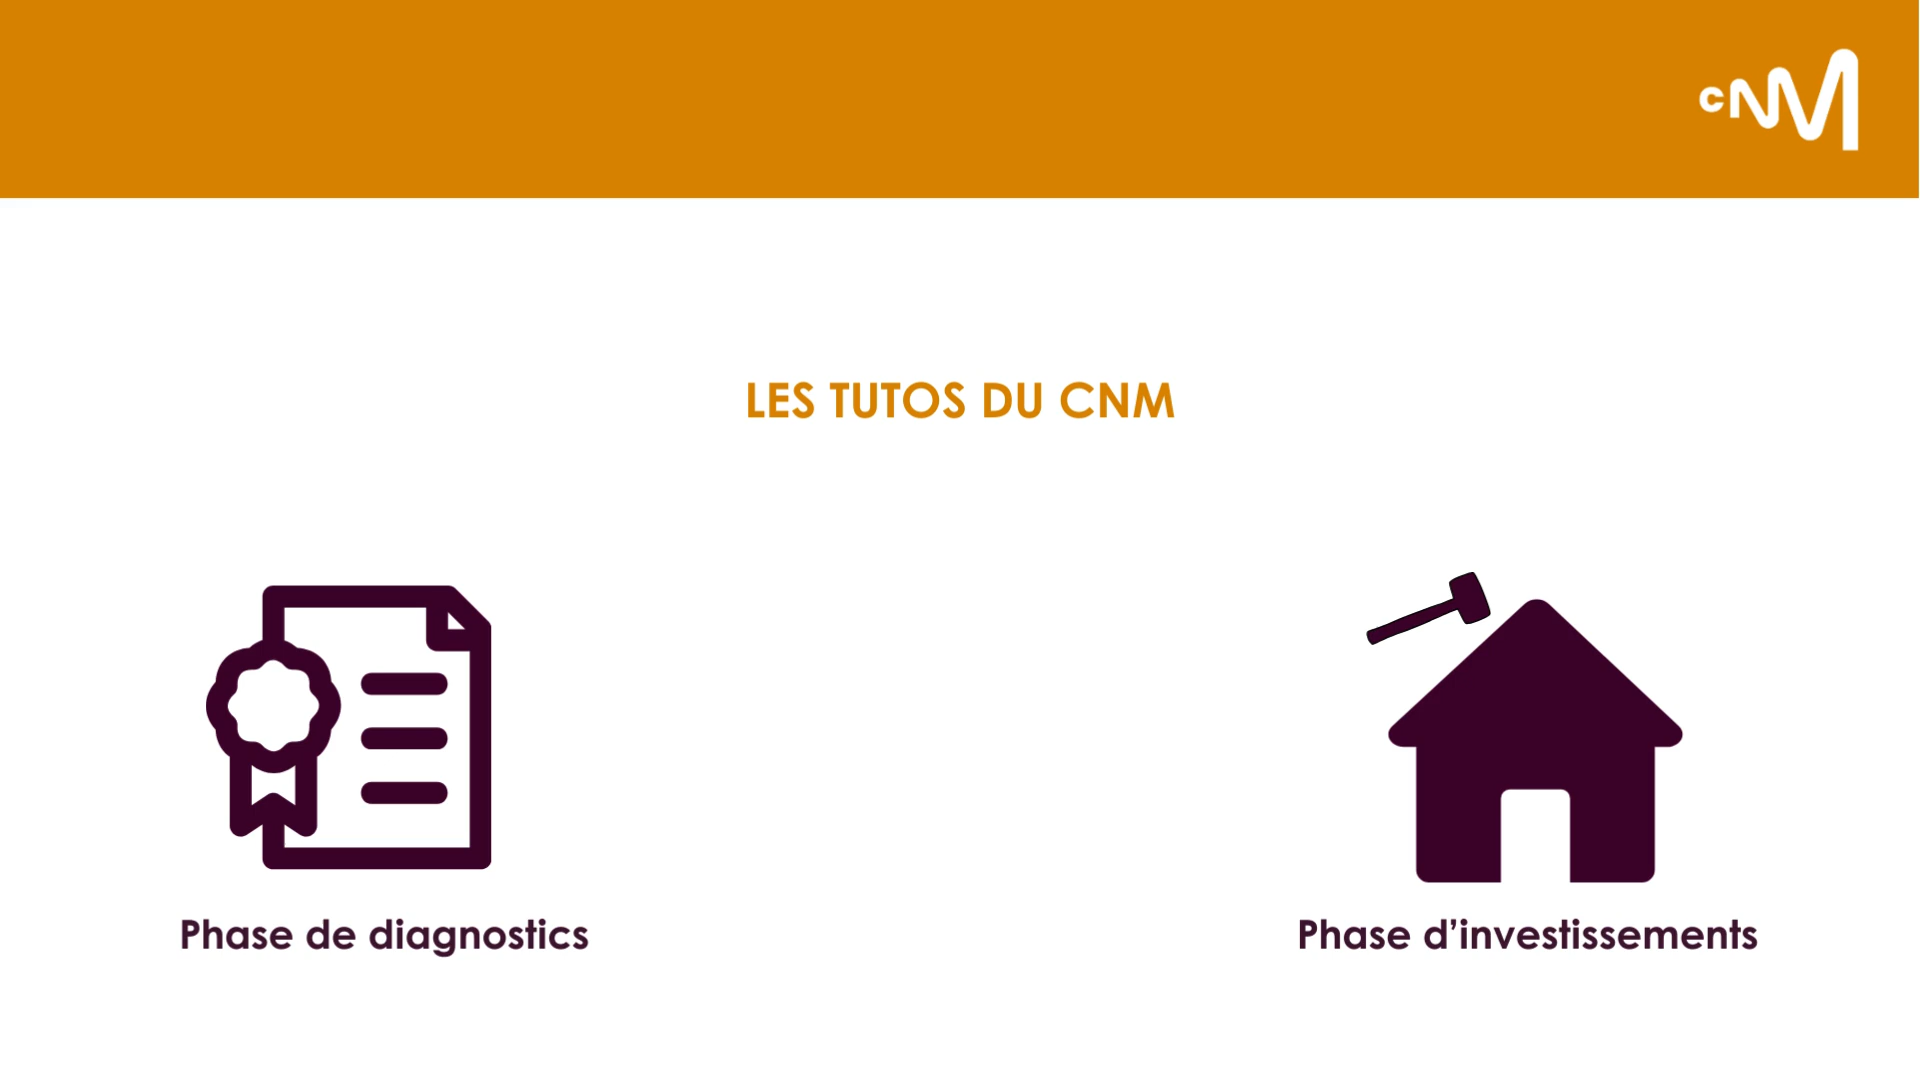 cNM
LES TUTOS DU CNM
Phase de diagnostics
Phase d’investissements